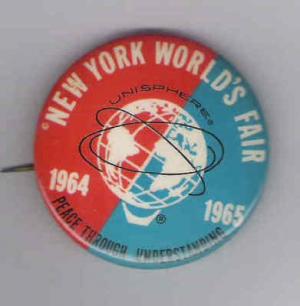 © NEW YORK WORLD'S FAIR
UNISPHERE®
1964
1965
®
PEACE THROUGH UNDERSTANDING